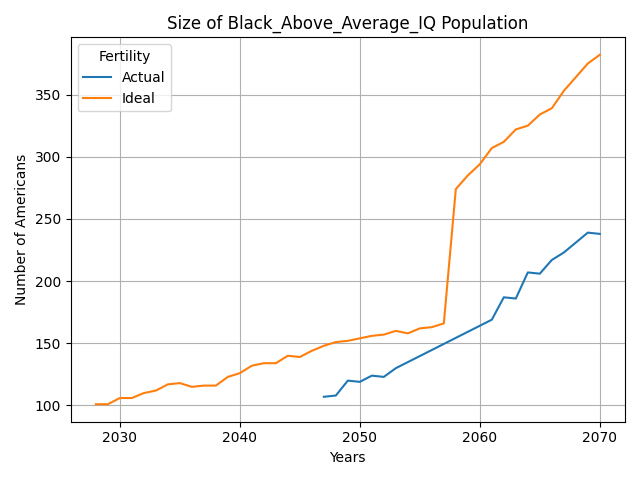 Size of Black_Above_Average_IQ Population
Fertility
Actual
Ideal
Number of Americans
350
300
250
200
150
100
2030 2040 2050 2060 2070
Years